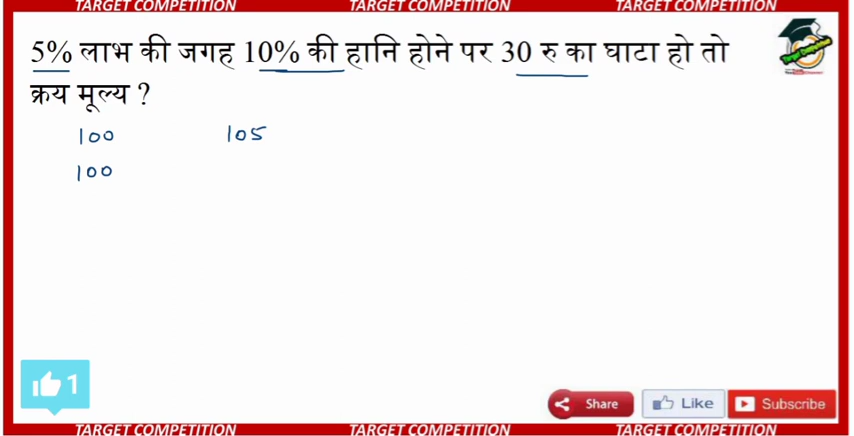 TARGET COMPETITION TARGET COMPETITION TARGET COMPETITION
5% लाभ की जगह 10% की हानि होने पर 30 रु का घाटा हो तो
क्रय मूल्य ?
100 105
100
1
Share Like Subscribe
TARGET COMPETITION TARGET COMPETITION TARGET COMPETITION